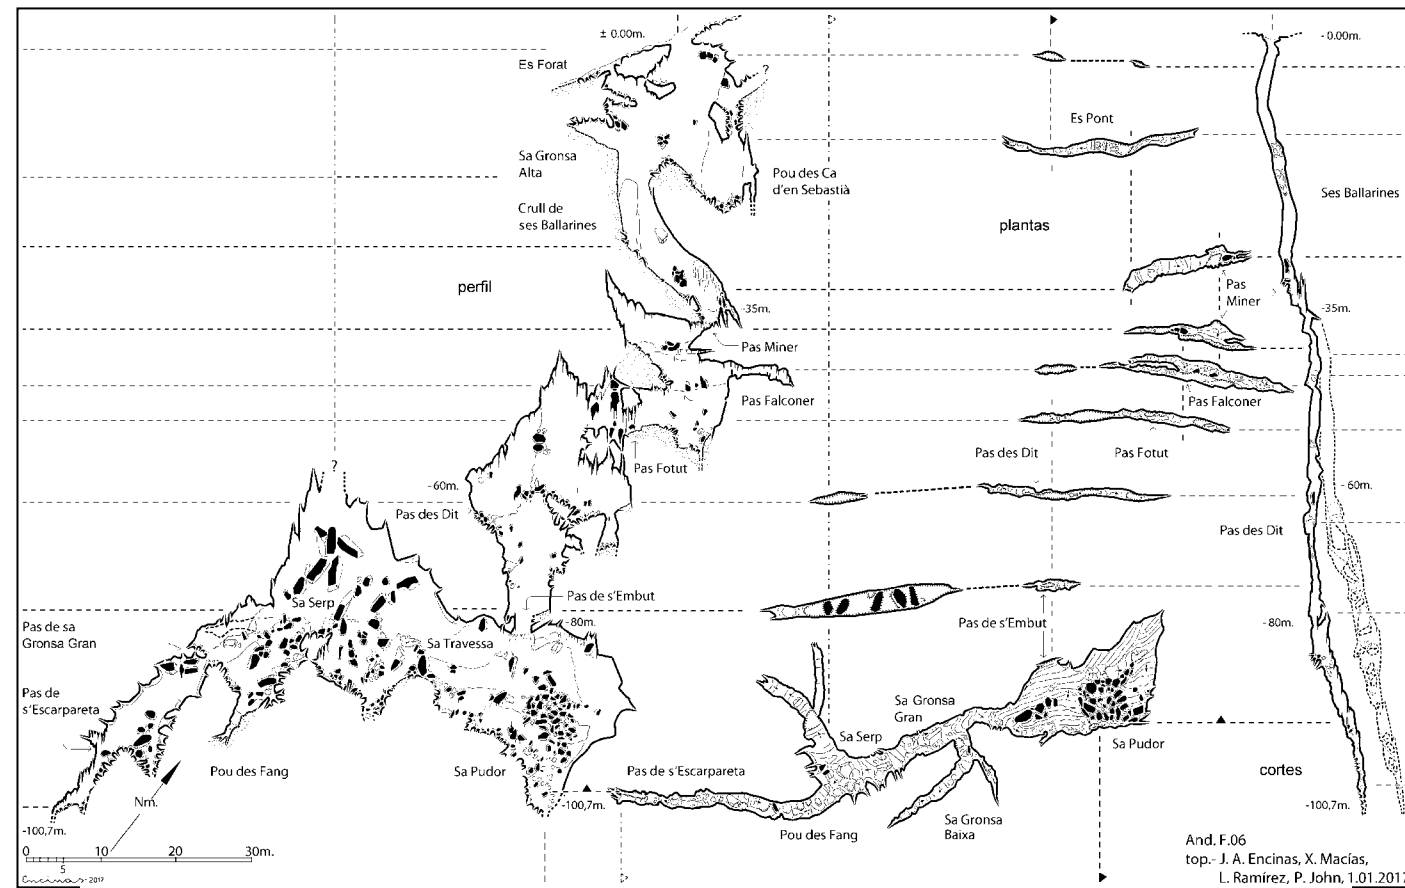 ± 0.00m.
- 0.00m.
Es Forat
?
Es Pont
Sa Gronsa
Alta
Pou des Ca
d'en Sebastià
Ses Ballarines
Crull de
ses Ballarines
plantas
perfil
Pas
Miner
-35m.
-35m.
Pas Miner
Pas Falconer
Pas Falconer
Pas des Dit
Pas Fotut
Pas Fotut
?
-60m.
-60m.
Pas des Dit
Pas des Dit
Pas de s'Embut
Sa Serp
-80m.
Pas de s'Embut
-80m.
Pas de sa
Gronsa Gran
Sa Travessa
Pas de
s'Escarpareta
Sa Gronsa
Gran
Sa Serp
Sa Pudor
Pou des Fang
Sa Pudor
Pas de s'Escarpareta
cortes
Nm.
-100,7m.
-100,7m.
-100,7m.
Pou des Fang
Sa Gronsa
Baixa
0 10 20 30m.
5
Encinas - 2017
And. F.06
top.- J. A. Encinas, X. Macías,
L. Ramírez, P. John, 1.01.2017